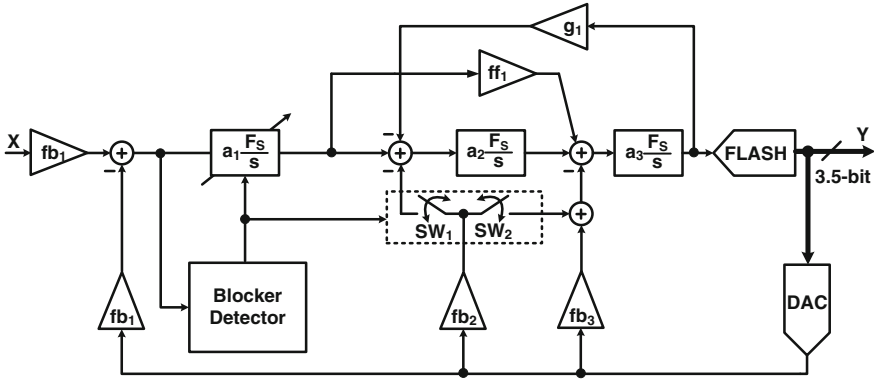 g₁
ff₁
X
fb₁
a₁ Fₛ/s
a₂ Fₛ/s
a₃ Fₛ/s
FLASH
Y
3.5-bit
SW₁
SW₂
Blocker
Detector
fb₁
fb₂
fb₃
DAC